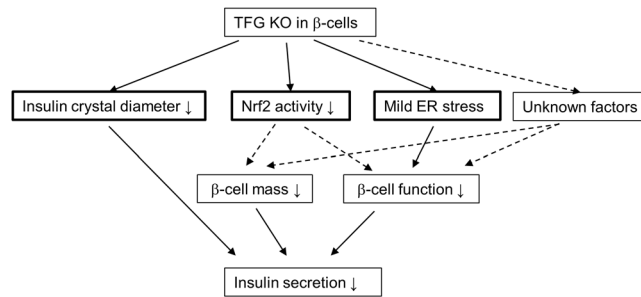 TFG KO in β-cells
Insulin crystal diameter ↓
Nrf2 activity ↓
Mild ER stress
Unknown factors
β-cell mass ↓
β-cell function ↓
Insulin secretion ↓